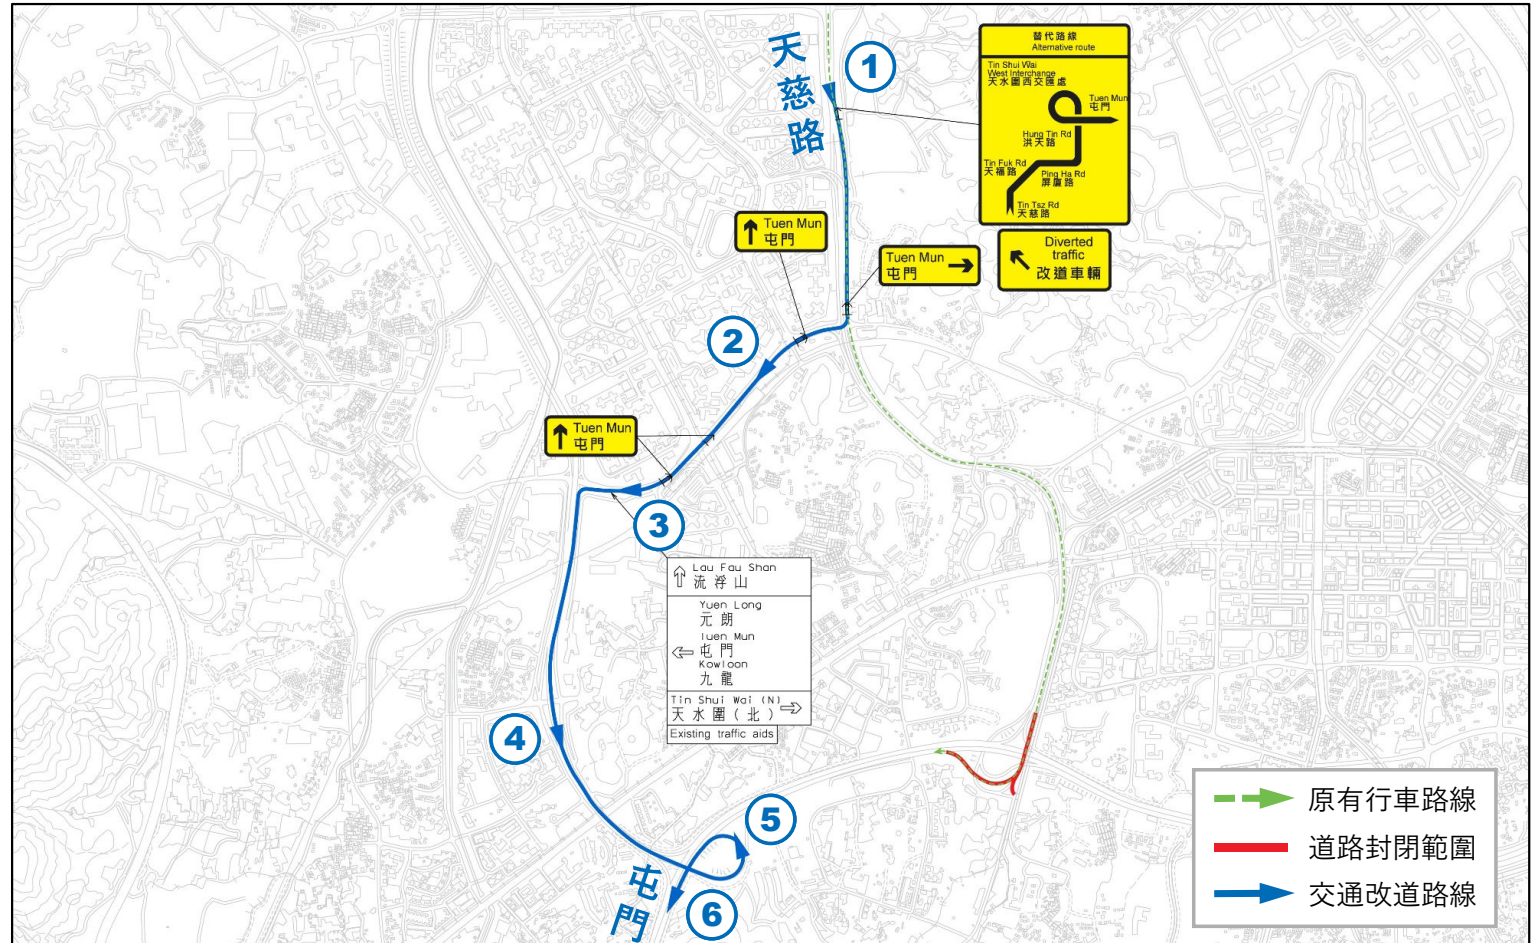 天慈路
1
替代路線
Alternative route
Tin Shui Wai
West Interchange
天水圍西交匯處
Tuen Mun
屯門
Hung Tin Rd
洪天路
Tin Fuk Rd
天福路
Ping Ha Rd
屏廈路
Tin Tsz Rd
天慈路
Diverted
traffic
改道車輛
Tuen Mun
屯門
Tuen Mun
屯門
2
Tuen Mun
屯門
3
Lau Fau Shan
流浮山
Yuen Long
元朗
Tuen Mun
屯門
Kowloon
九龍
Tin Shui Wai (N)
天水圍(北)
Existing traffic aids
4
5
6
屯門
原有行車路線
道路封閉範圍
交通改道路線